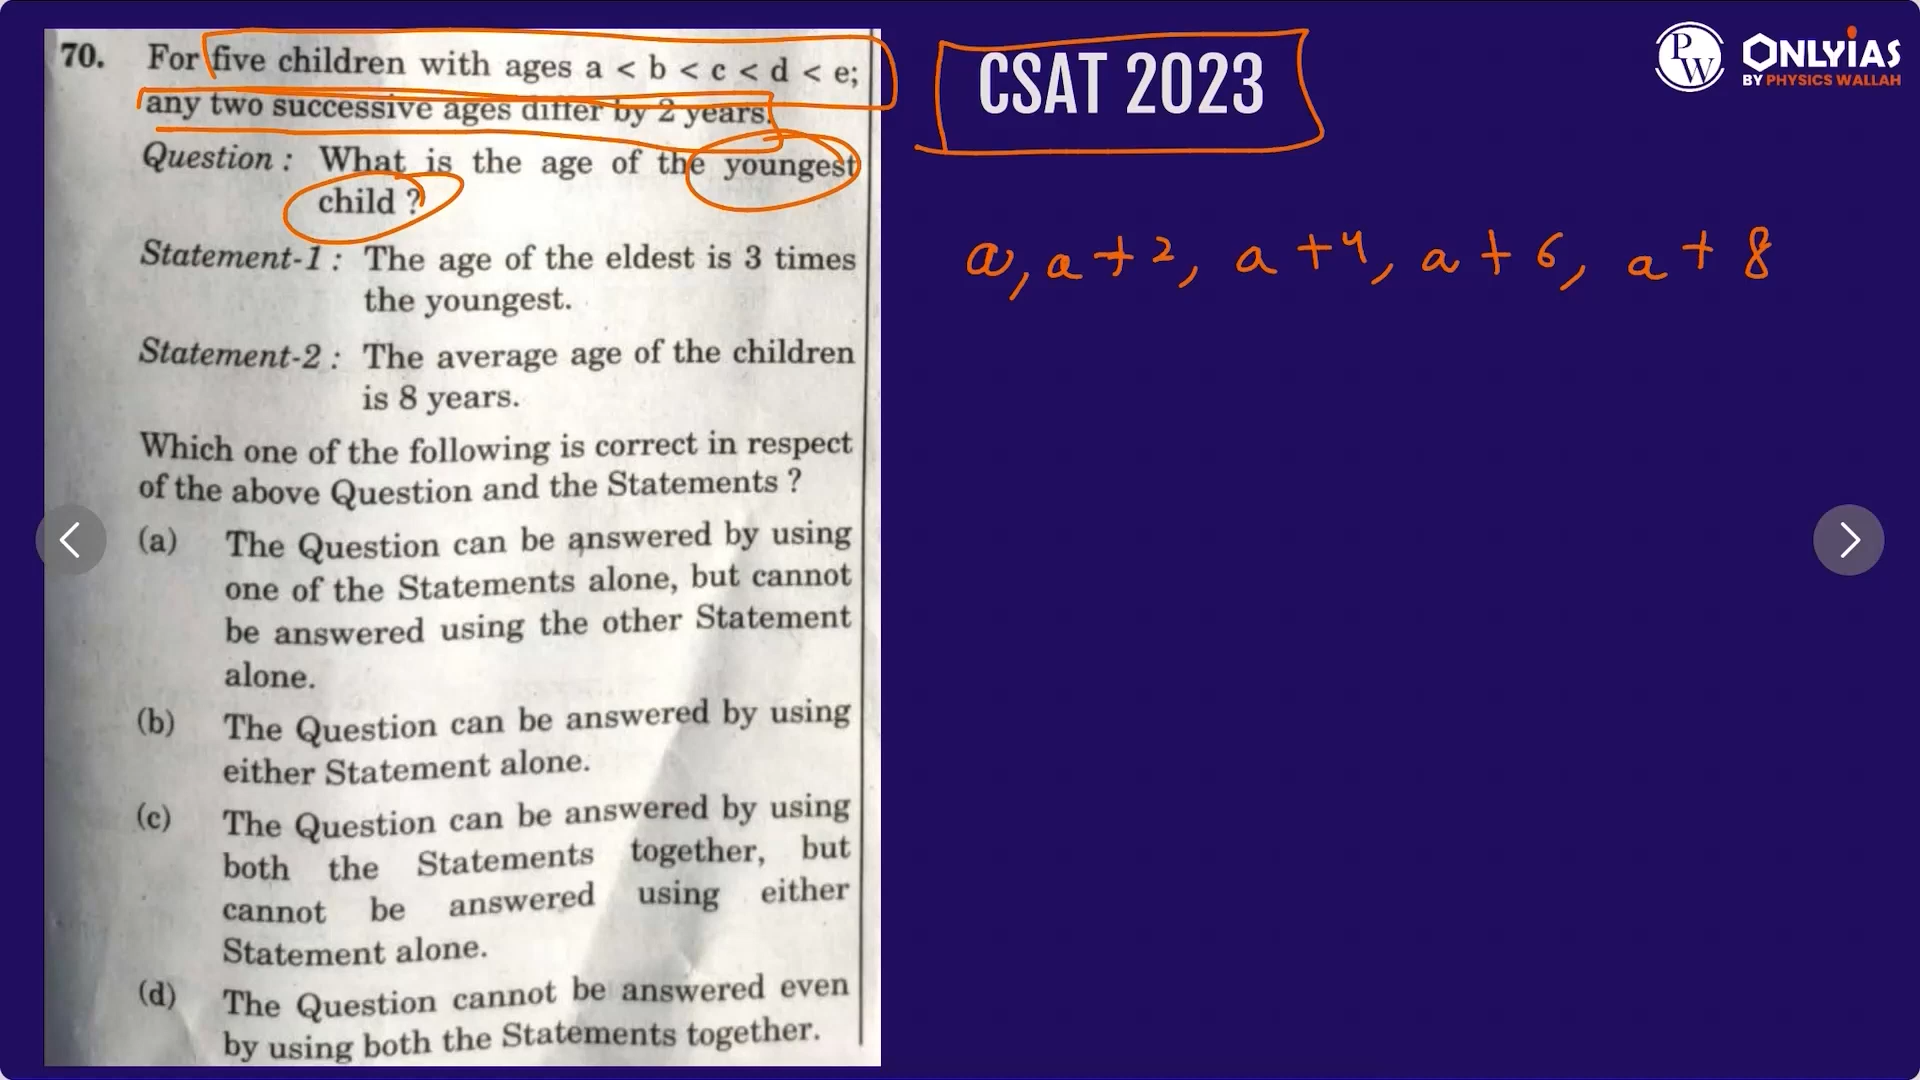 70. For five children with ages a < b < c < d < e;
any two successive ages differ by 2 years.
Question : What is the age of the youngest
child ?
Statement-1 : The age of the eldest is 3 times
the youngest.
Statement-2 : The average age of the children
is 8 years.
Which one of the following is correct in respect
of the above Question and the Statements ?
(a) The Question can be answered by using
one of the Statements alone, but cannot
be answered using the other Statement
alone.
(b) The Question can be answered by using
either Statement alone.
(c) The Question can be answered by using
both the Statements together, but
cannot be answered using either
Statement alone.
(d) The Question cannot be answered even
by using both the Statements together.
CSAT 2023
a, a + 2, a + 4, a + 6, a + 8
PW
ONLYiAS
BY PHYSICS WALLAH